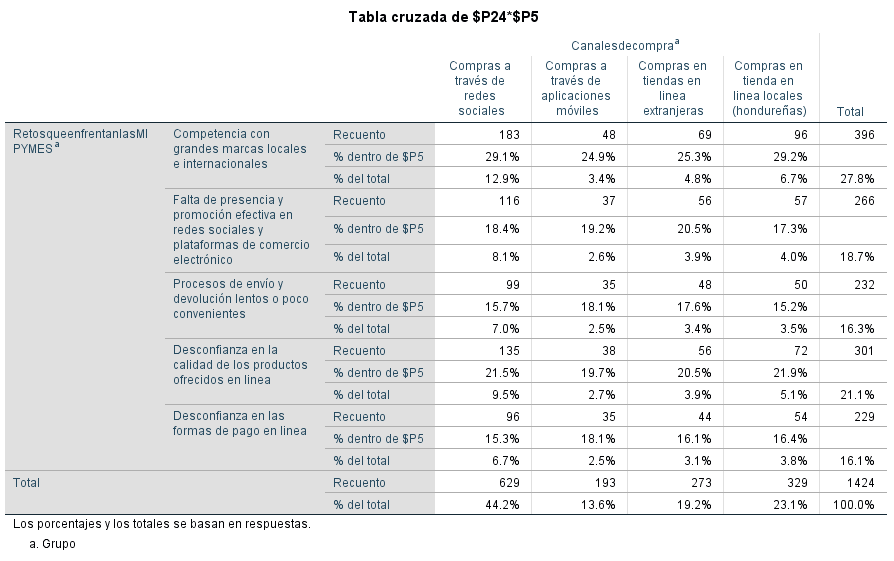 Tabla cruzada de $P24*$P5
Canalesdecompra a
Compras a través de redes sociales
Compras a través de aplicaciones móviles
Compras en tiendas en linea extranjeras
Compras en tienda en linea locales (hondureñas)
Total
RetosqueenfrentanlasMI PYMES a
Competencia con grandes marcas locales e internacionales
Recuento 183 48 69 96 396
% dentro de $P5 29.1% 24.9% 25.3% 29.2%
% del total 12.9% 3.4% 4.8% 6.7% 27.8%
Falta de presencia y promoción efectiva en redes sociales y plataformas de comercio electrónico
Recuento 116 37 56 57 266
% dentro de $P5 18.4% 19.2% 20.5% 17.3%
% del total 8.1% 2.6% 3.9% 4.0% 18.7%
Procesos de envío y devolución lentos o poco convenientes
Recuento 99 35 48 50 232
% dentro de $P5 15.7% 18.1% 17.6% 15.2%
% del total 7.0% 2.5% 3.4% 3.5% 16.3%
Desconfianza en la calidad de los productos ofrecidos en linea
Recuento 135 38 56 72 301
% dentro de $P5 21.5% 19.7% 20.5% 21.9%
% del total 9.5% 2.7% 3.9% 5.1% 21.1%
Desconfianza en las formas de pago en linea
Recuento 96 35 44 54 229
% dentro de $P5 15.3% 18.1% 16.1% 16.4%
% del total 6.7% 2.5% 3.1% 3.8% 16.1%
Total
Recuento 629 193 273 329 1424
% del total 44.2% 13.6% 19.2% 23.1% 100.0%
Los porcentajes y los totales se basan en respuestas.
a. Grupo